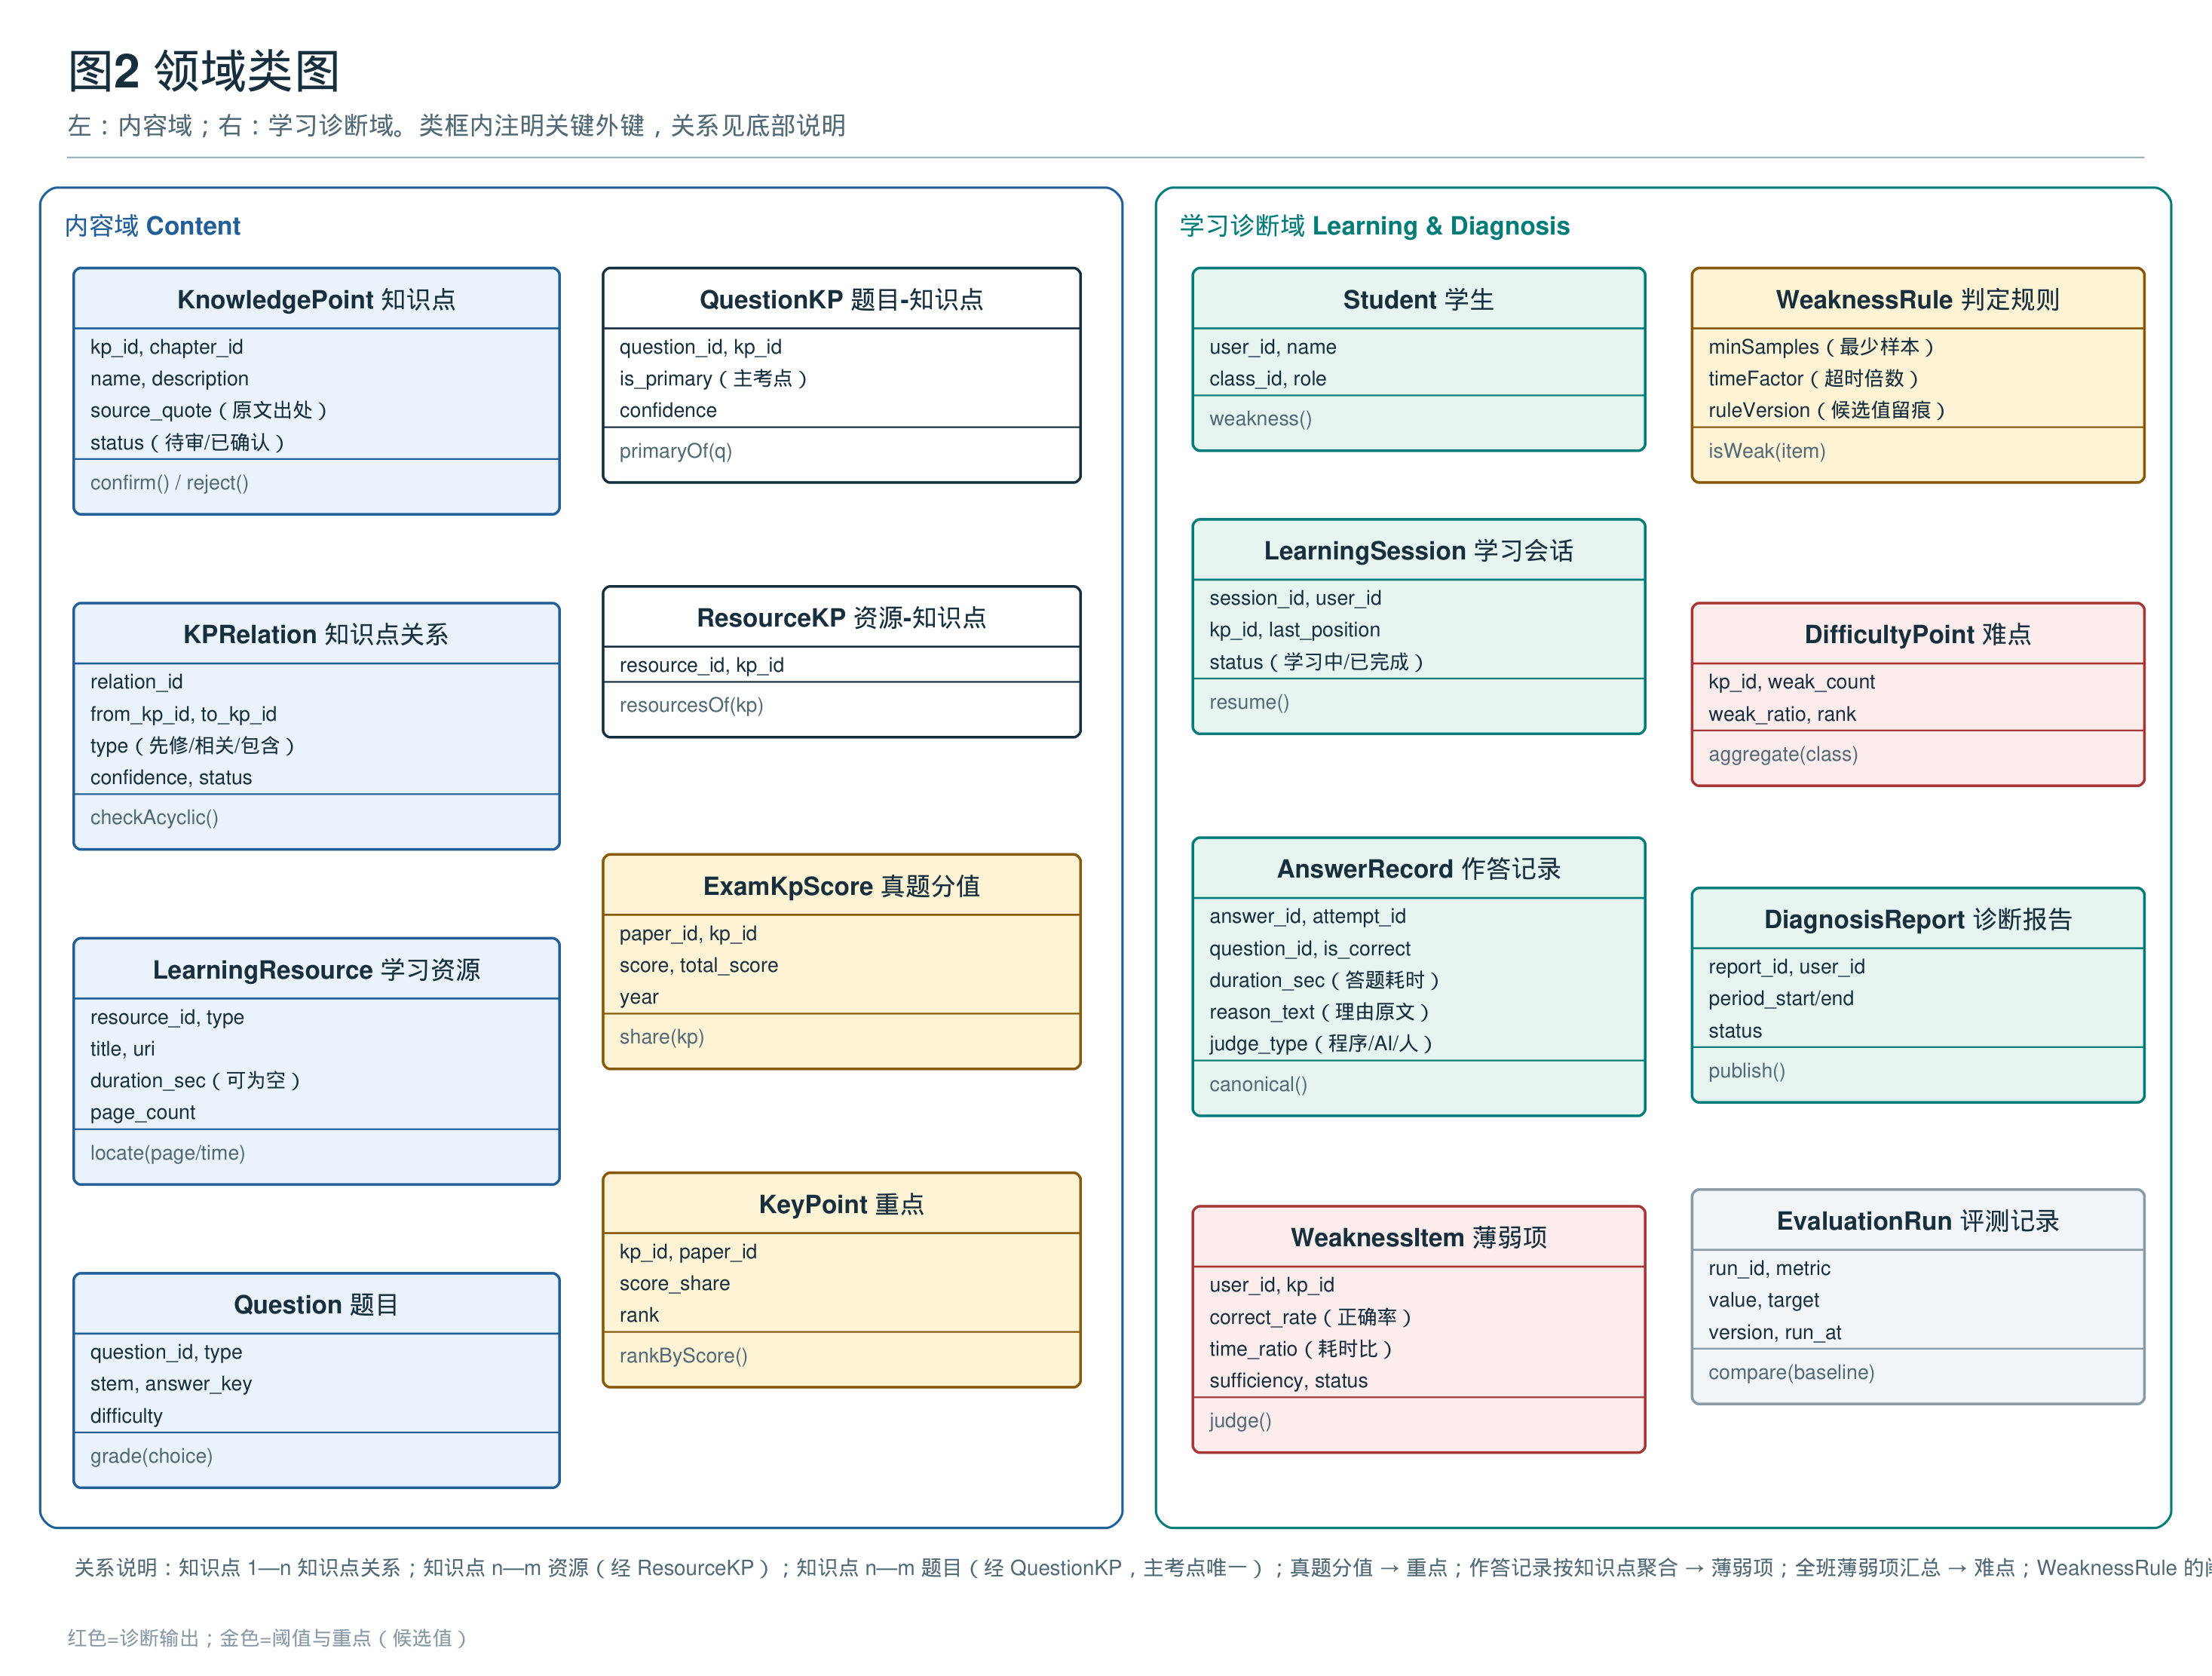 图2 领域类图
左：内容域；右：学习诊断域。类框内注明关键外键，关系见底部说明
内容域 Content
KnowledgePoint 知识点
kp_id, chapter_id
name, description
source_quote（原文出处）
status（待审/已确认）
confirm() / reject()
KPRelation 知识点关系
relation_id
from_kp_id, to_kp_id
type（先修/相关/包含）
confidence, status
checkAcyclic()
LearningResource 学习资源
resource_id, type
title, uri
duration_sec（可为空）
page_count
locate(page/time)
Question 题目
question_id, type
stem, answer_key
difficulty
grade(choice)
QuestionKP 题目-知识点
question_id, kp_id
is_primary（主考点）
confidence
primaryOf(q)
ResourceKP 资源-知识点
resource_id, kp_id
resourcesOf(kp)
ExamKpScore 真题分值
paper_id, kp_id
score, total_score
year
share(kp)
KeyPoint 重点
kp_id, paper_id
score_share
rank
rankByScore()
学习诊断域 Learning & Diagnosis
Student 学生
user_id, name
class_id, role
weakness()
LearningSession 学习会话
session_id, user_id
kp_id, last_position
status（学习中/已完成）
resume()
AnswerRecord 作答记录
answer_id, attempt_id
question_id, is_correct
duration_sec（答题耗时）
reason_text（理由原文）
judge_type（程序/AI/人）
canonical()
WeaknessItem 薄弱项
user_id, kp_id
correct_rate（正确率）
time_ratio（耗时比）
sufficiency, status
judge()
WeaknessRule 判定规则
minSamples（最少样本）
timeFactor（超时倍数）
ruleVersion（候选值留痕）
isWeak(item)
DifficultyPoint 难点
kp_id, weak_count
weak_ratio, rank
aggregate(class)
DiagnosisReport 诊断报告
report_id, user_id
period_start/end
status
publish()
EvaluationRun 评测记录
run_id, metric
value, target
version, run_at
compare(baseline)
关系说明：知识点 1—n 知识点关系；知识点 n—m 资源（经 ResourceKP）；知识点 n—m 题目（经 QuestionKP，主考点唯一）；真题分值 → 重点；作答记录按知识点聚合 → 薄弱项；全班薄弱项汇总 → 难点；WeaknessRule 的
红色=诊断输出；金色=阈值与重点（候选值）